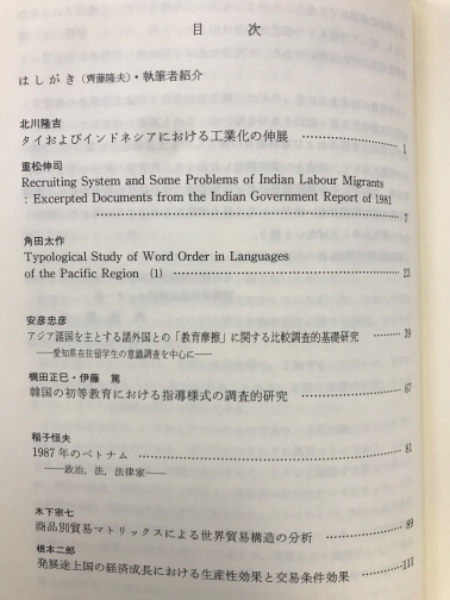 目 次
はしがき(齊藤隆夫)・執筆者紹介
北川隆吉
タイおよびインドネシアにおける工業化の伸展 …………………… 1
重松伸司
Recruiting System and Some Problems of Indian Labour Migrants
: Excerpted Documents from the Indian Government Report of 1981
…………………… 7
角田太作
Typological Study of Word Order in Languages
of the Pacific Region (1) …………………… 23
安彦忠彦
アジア諸国を主とする諸外国との「教育摩擦」に関する比較調査的基礎研究 ……… 39
――愛知県在住留学生の意識調査を中心に――
梶田正巳・伊藤 篤
韓国の初等教育における指導様式の調査的研究 …………………… 67
稲子恒夫
1987年のベトナム …………………… 81
――政治,法,法律家――
木下宗七
商品別貿易マトリックスによる世界貿易構造の分析 …………………… 89
根本二郎
発展途上国の経済成長における生産性効果と交易条件効果 ………… 111